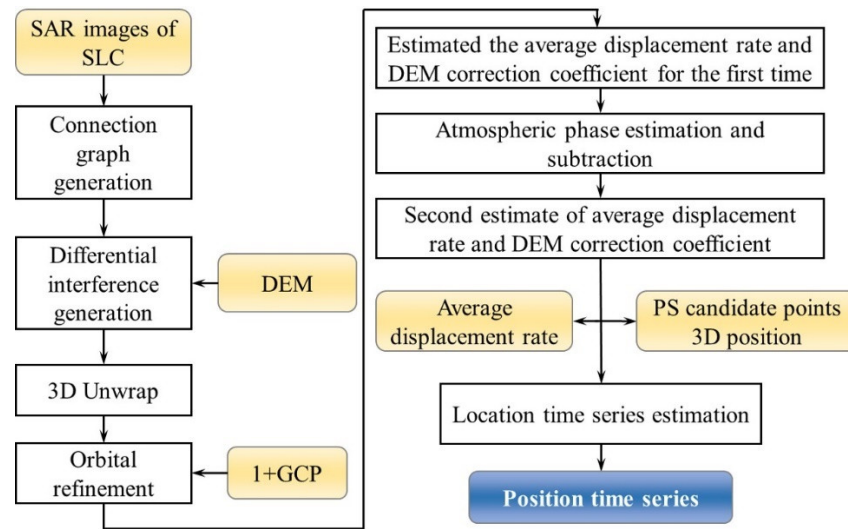 SAR images of
SLC
Connection
graph
generation
Differential
interference
generation
DEM
3D Unwrap
Orbital
refinement
1+GCP
Estimated the average displacement rate and
DEM correction coefficient for the first time
Atmospheric phase estimation and
subtraction
Second estimate of average displacement
rate and DEM correction coefficient
Average
displacement rate
PS candidate points
3D position
Location time series estimation
Position time series